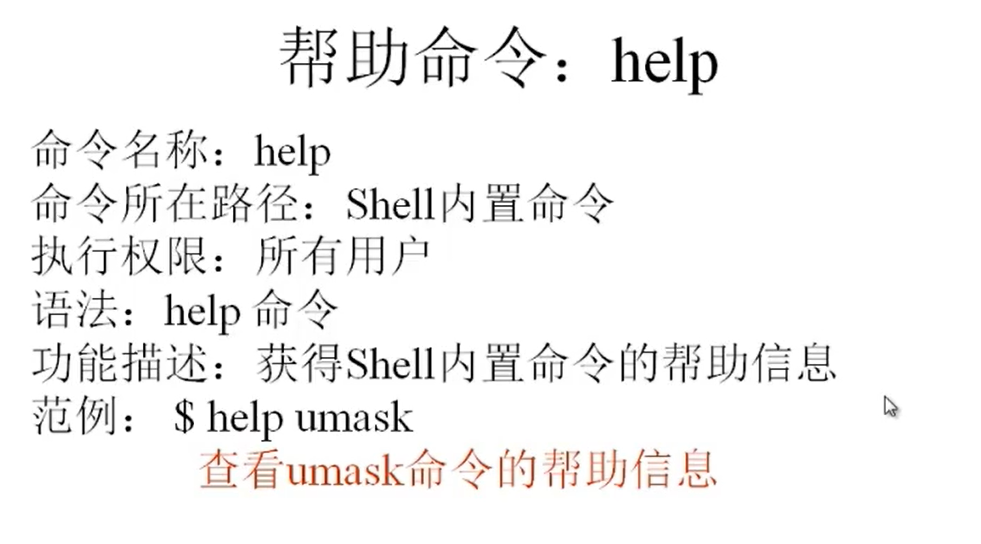 帮助命令：help
命令名称：help
命令所在路径：Shell内置命令
执行权限：所有用户
语法：help 命令
功能描述：获得Shell内置命令的帮助信息
范例： $ help umask
查看umask命令的帮助信息